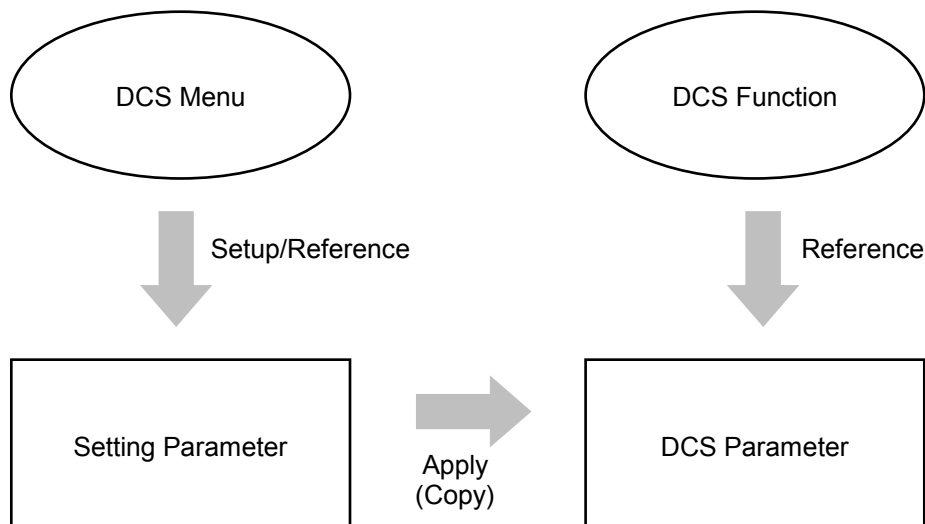 DCS Menu
DCS Function
Setup/Reference
Reference
Setting Parameter
Apply
(Copy)
DCS Parameter